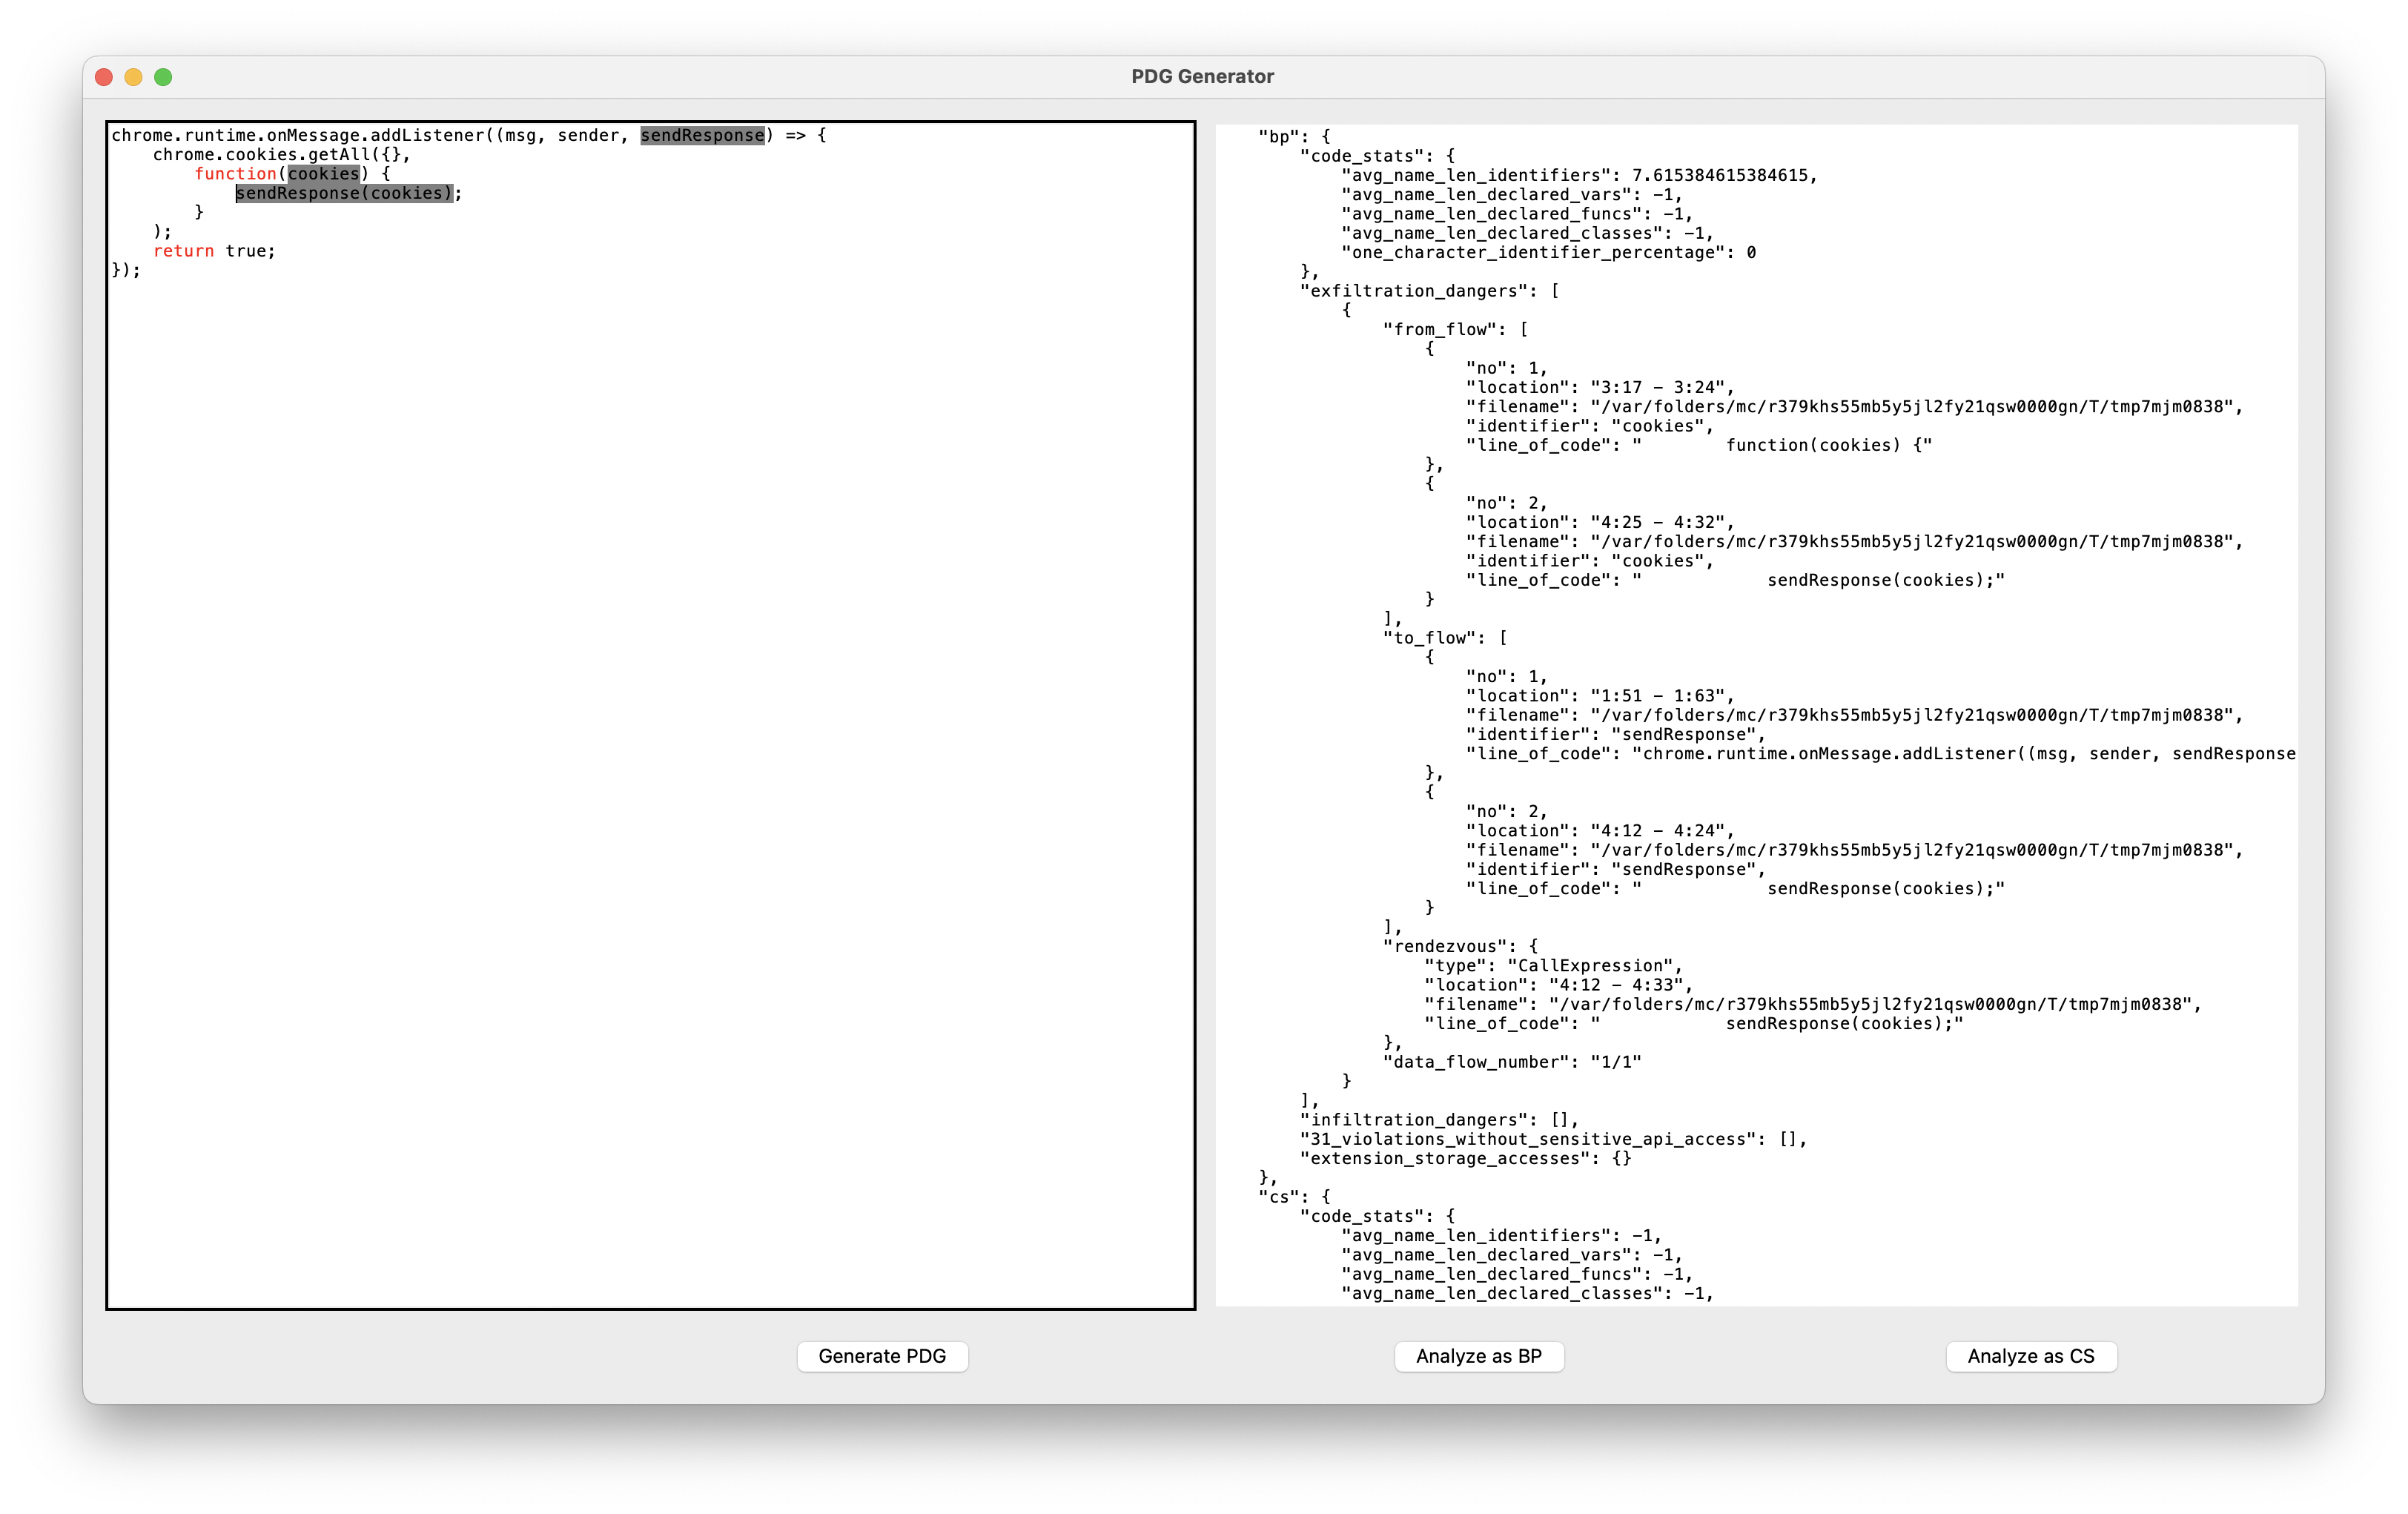 PDG Generator
chrome.runtime.onMessage.addListener((msg, sender, sendResponse) => {
    chrome.cookies.getAll({},
        function(cookies) {
            sendResponse(cookies);
        }
    );
    return true;
});
"bp": {
    "code_stats": {
        "avg_name_len_identifiers": 7.615384615384615,
        "avg_name_len_declared_vars": -1,
        "avg_name_len_declared_funcs": -1,
        "avg_name_len_declared_classes": -1,
        "one_character_identifier_percentage": 0
    },
    "exfiltration_dangers": [
        {
            "from_flow": [
                {
                    "no": 1,
                    "location": "3:17 - 3:24",
                    "filename": "/var/folders/mc/r379khs55mb5y5jl2fy21qsw0000gn/T/tmp7mjm0838",
                    "identifier": "cookies",
                    "line_of_code": "        function(cookies) {"
                },
                {
                    "no": 2,
                    "location": "4:25 - 4:32",
                    "filename": "/var/folders/mc/r379khs55mb5y5jl2fy21qsw0000gn/T/tmp7mjm0838",
                    "identifier": "cookies",
                    "line_of_code": "            sendResponse(cookies);"
                }
            ],
            "to_flow": [
                {
                    "no": 1,
                    "location": "1:51 - 1:63",
                    "filename": "/var/folders/mc/r379khs55mb5y5jl2fy21qsw0000gn/T/tmp7mjm0838",
                    "identifier": "sendResponse",
                    "line_of_code": "chrome.runtime.onMessage.addListener((msg, sender, sendResponse
                },
                {
                    "no": 2,
                    "location": "4:12 - 4:24",
                    "filename": "/var/folders/mc/r379khs55mb5y5jl2fy21qsw0000gn/T/tmp7mjm0838",
                    "identifier": "sendResponse",
                    "line_of_code": "            sendResponse(cookies);"
                }
            ],
            "rendezvous": {
                "type": "CallExpression",
                "location": "4:12 - 4:33",
                "filename": "/var/folders/mc/r379khs55mb5y5jl2fy21qsw0000gn/T/tmp7mjm0838",
                "line_of_code": "            sendResponse(cookies);"
            },
            "data_flow_number": "1/1"
        }
    ],
    "infiltration_dangers": [],
    "31_violations_without_sensitive_api_access": [],
    "extension_storage_accesses": {}
},
"cs": {
    "code_stats": {
        "avg_name_len_identifiers": -1,
        "avg_name_len_declared_vars": -1,
        "avg_name_len_declared_funcs": -1,
        "avg_name_len_declared_classes": -1,
Generate PDG
Analyze as BP
Analyze as CS